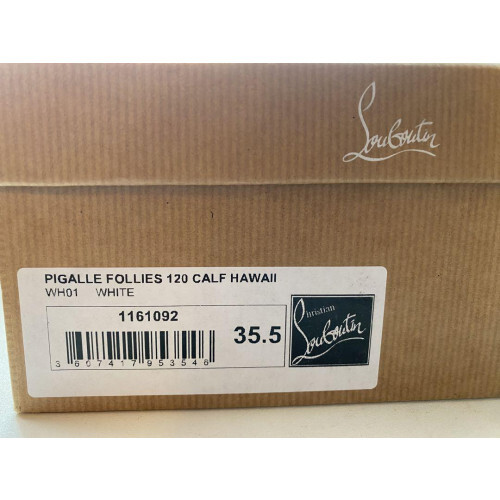 Louboutin
PIGALLE FOLLIES 120 CALF HAWAII
WH01 WHITE
1161092
35.5
3607417953548
Christian
Louboutin